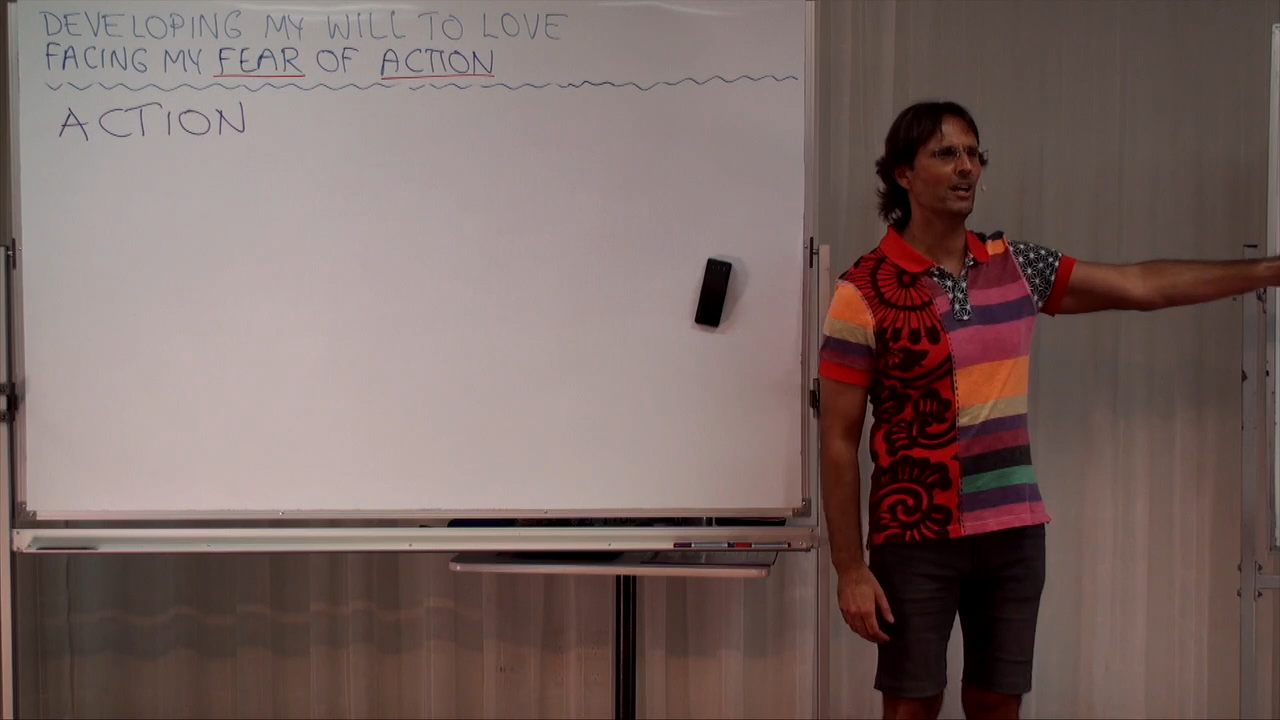 DEVELOPING MY WILL TO LOVE
FACING MY FEAR OF ACTION
ACTION